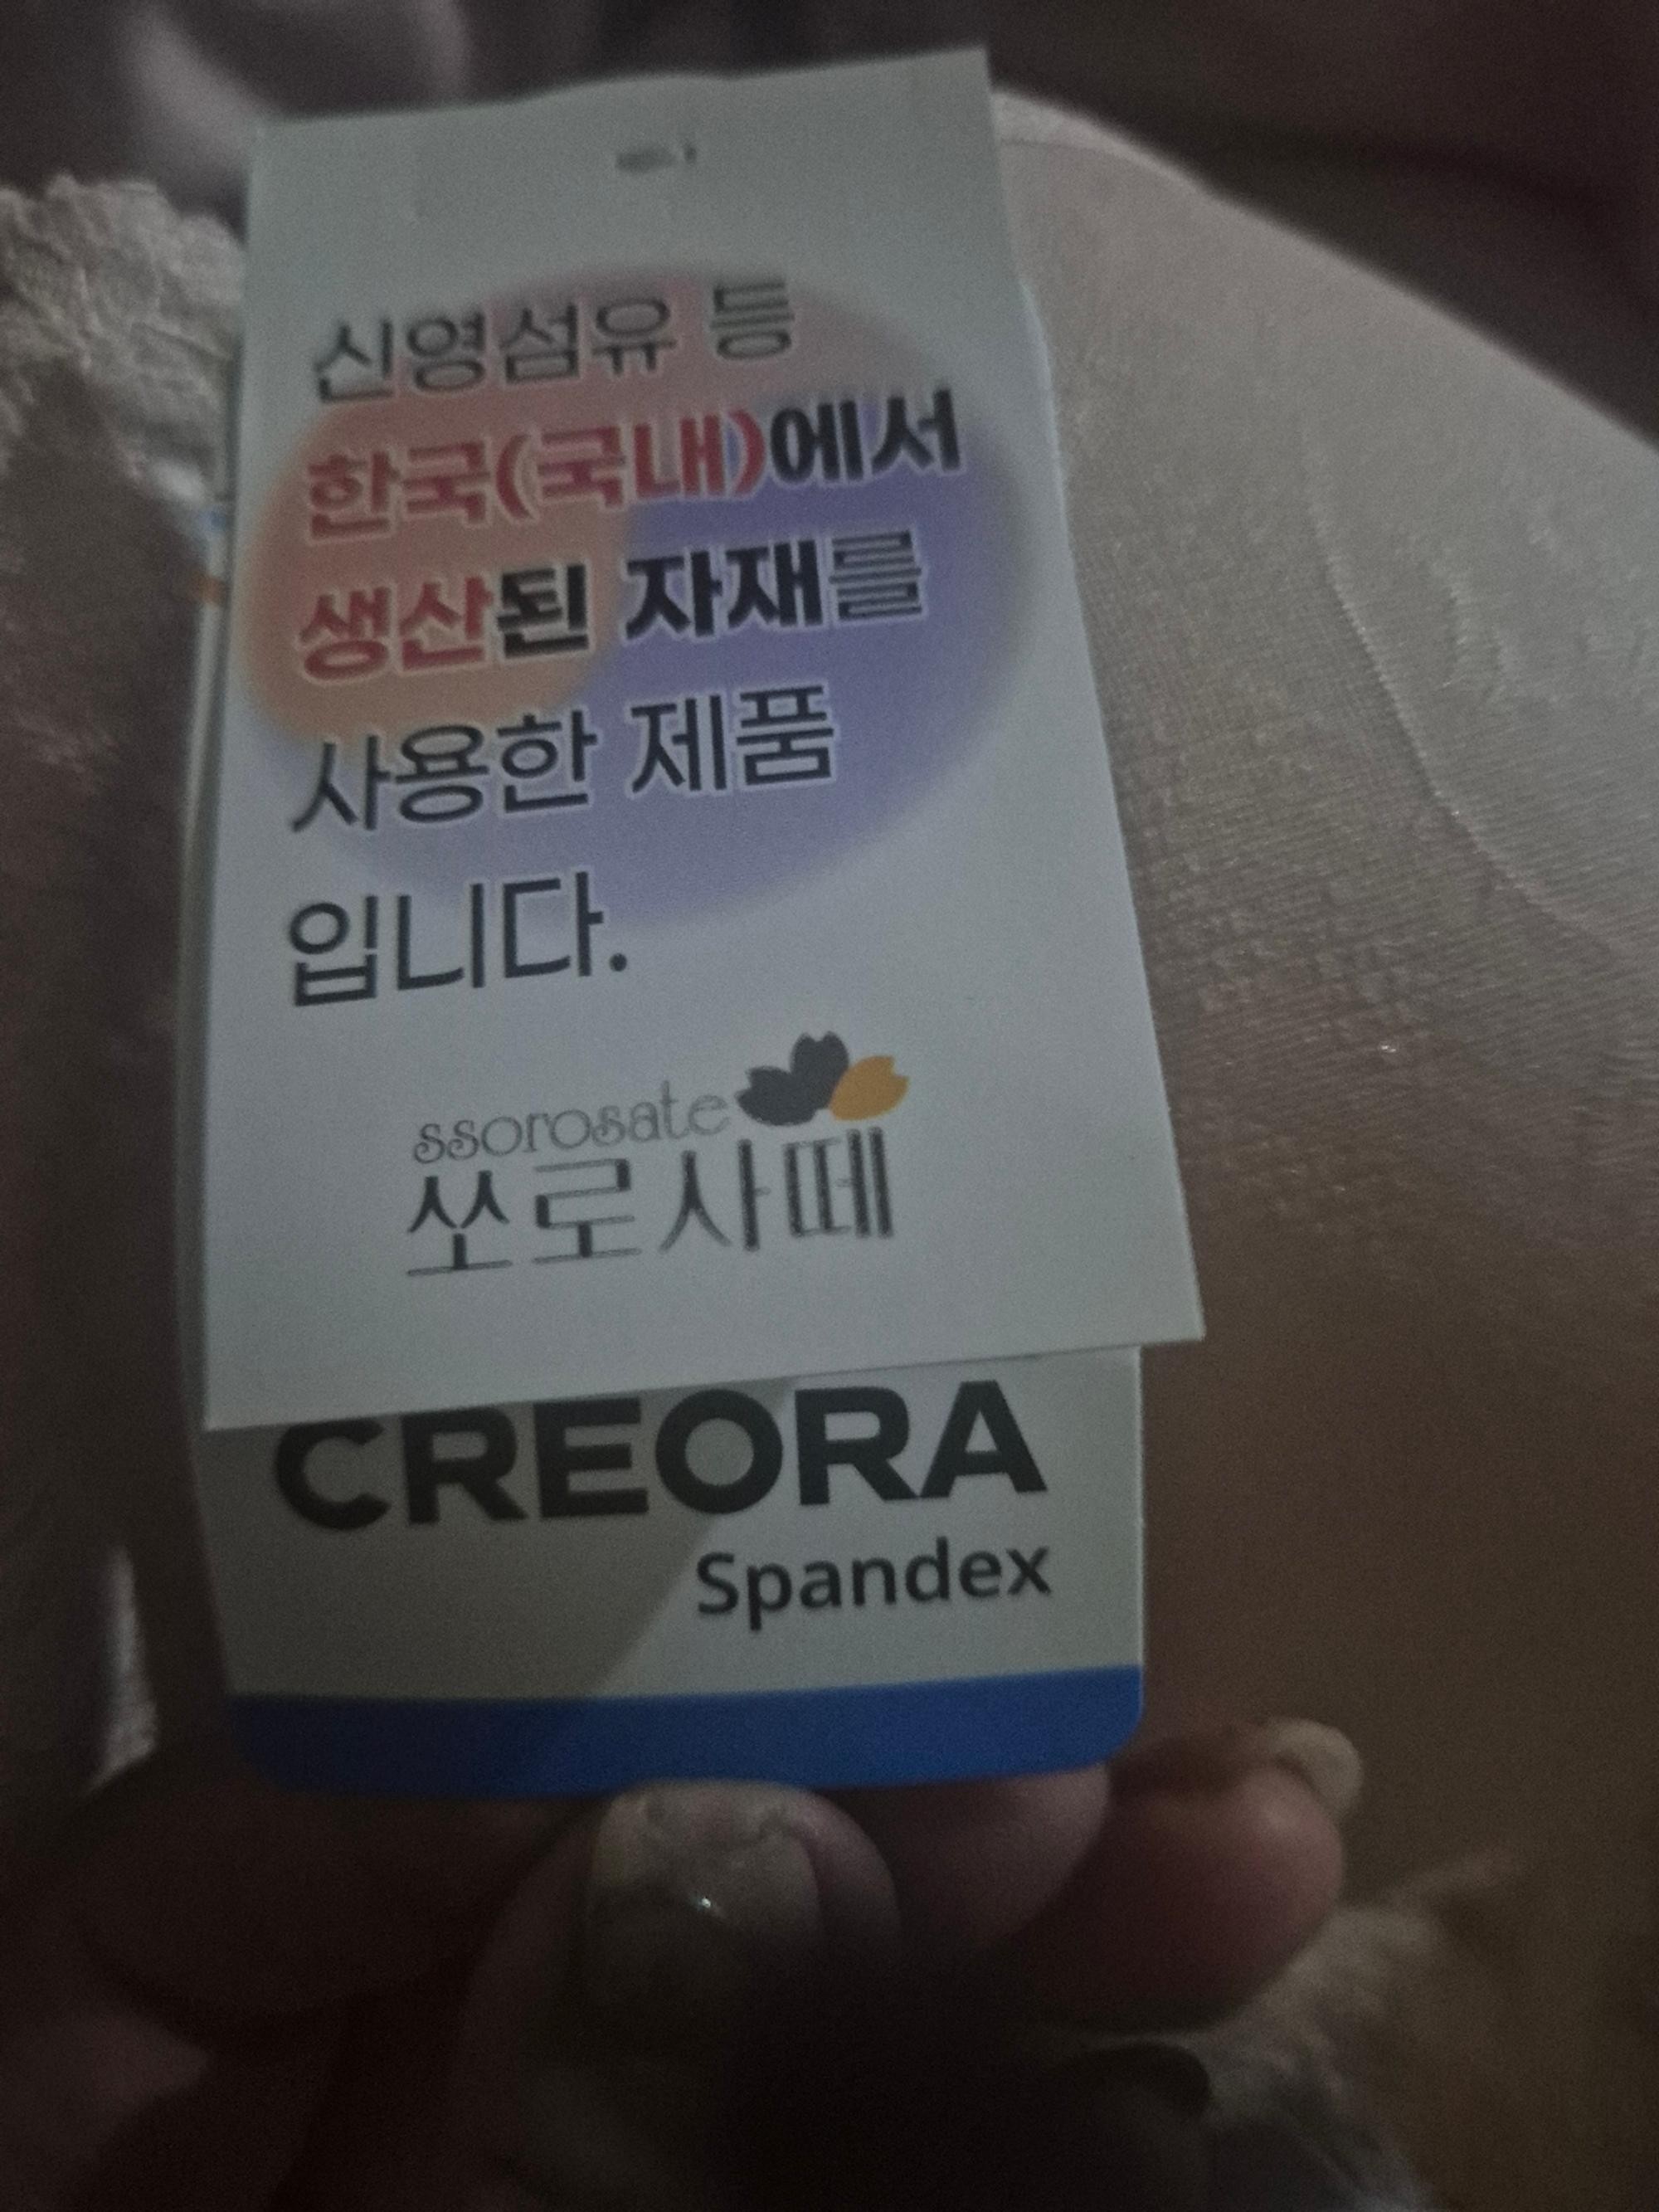 신영섬유 등
한국(국내)에서
생산된 자재를
사용한 제품
입니다.
ssorosate
쏘로사떼
CREORA
Spandex